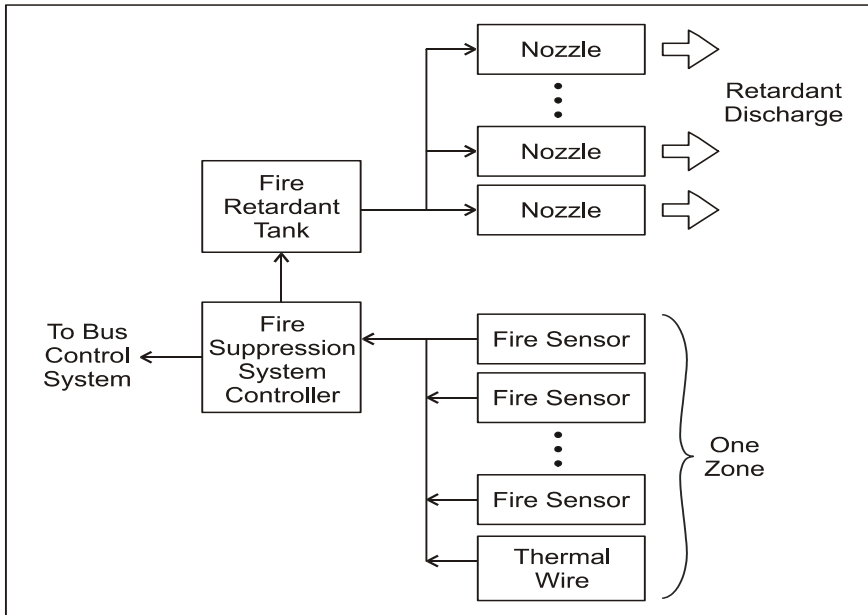 Nozzle
Nozzle
Nozzle
Retardant
Discharge
Fire
Retardant
Tank
To Bus
Control
System
Fire
Suppression
System
Controller
Fire Sensor
Fire Sensor
Fire Sensor
Thermal
Wire
One
Zone